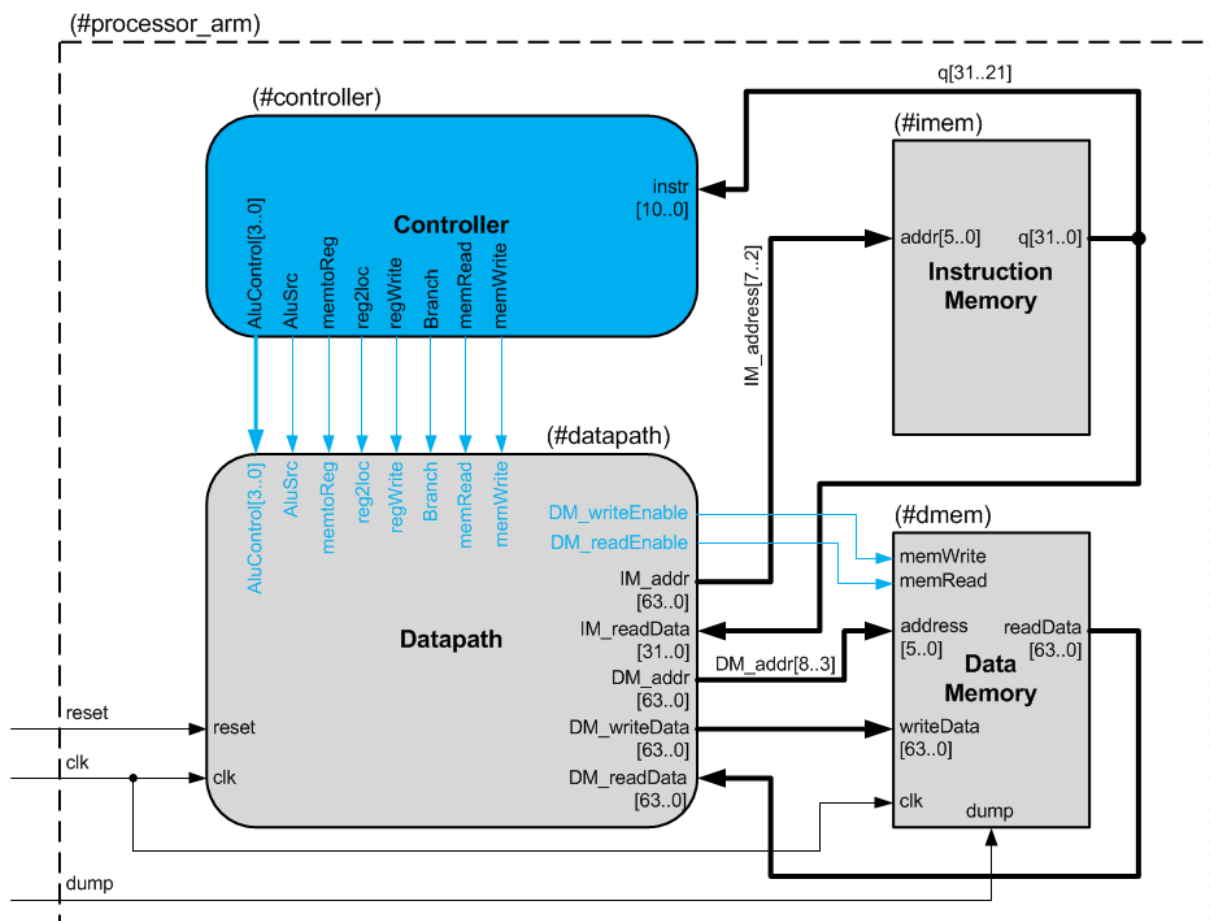 (#processor_arm)
q[31..21]
(#controller)
(#imem)
instr
[10..0]
Controller
AluControl[3..0]
AluSrc
memtoReg
reg2loc
regWrite
Branch
memRead
memWrite
addr[5..0]
q[31..0]
Instruction
Memory
IM_address[7..2]
(#datapath)
AluControl[3..0]
AluSrc
memtoReg
reg2loc
regWrite
Branch
memRead
memWrite
DM_writeEnable
DM_readEnable
IM_addr
[63..0]
IM_readData
[31..0]
DM_addr
[63..0]
DM_writeData
[63..0]
DM_readData
[63..0]
Datapath
reset
clk
DM_addr[8..3]
(#dmem)
memWrite
memRead
address
[5..0]
readData
[63..0]
Data
Memory
writeData
[63..0]
clk
dump
reset
clk
dump